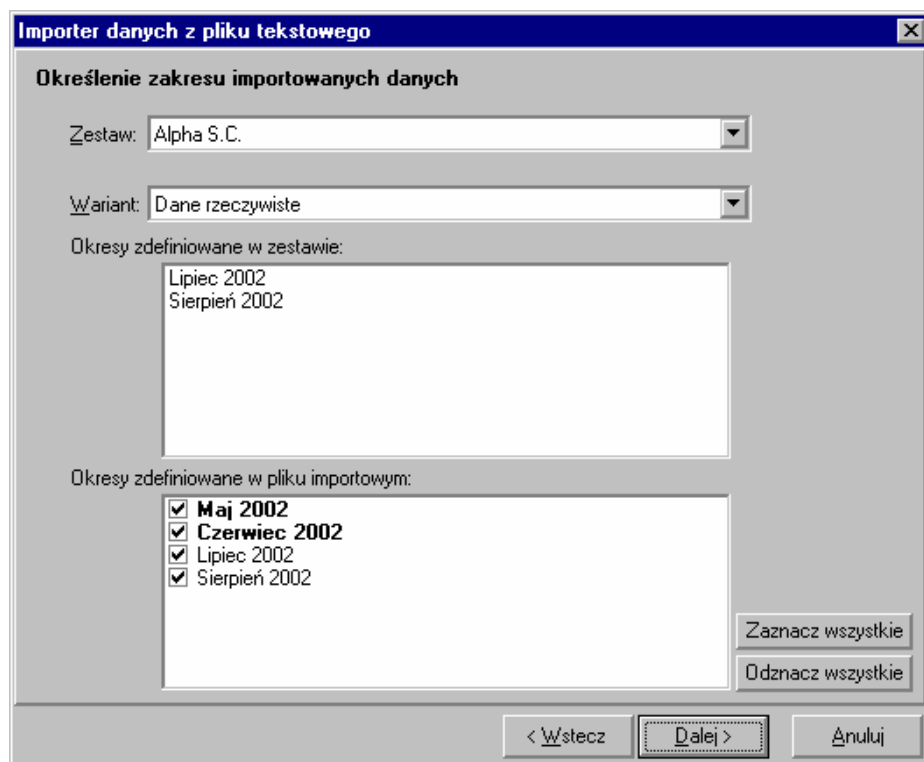 Importer danych z pliku tekstowego
Określenie zakresu importowanych danych
Zestaw: Alpha S.C.
Wariant: Dane rzeczywiste
Okresy zdefiniowane w zestawie:
Lipiec 2002
Sierpień 2002
Okresy zdefiniowane w pliku importowym:
Maj 2002
Czerwiec 2002
Lipiec 2002
Sierpień 2002
Zaznacz wszystkie
Odznacz wszystkie
< Wstecz Dalej > Anuluj